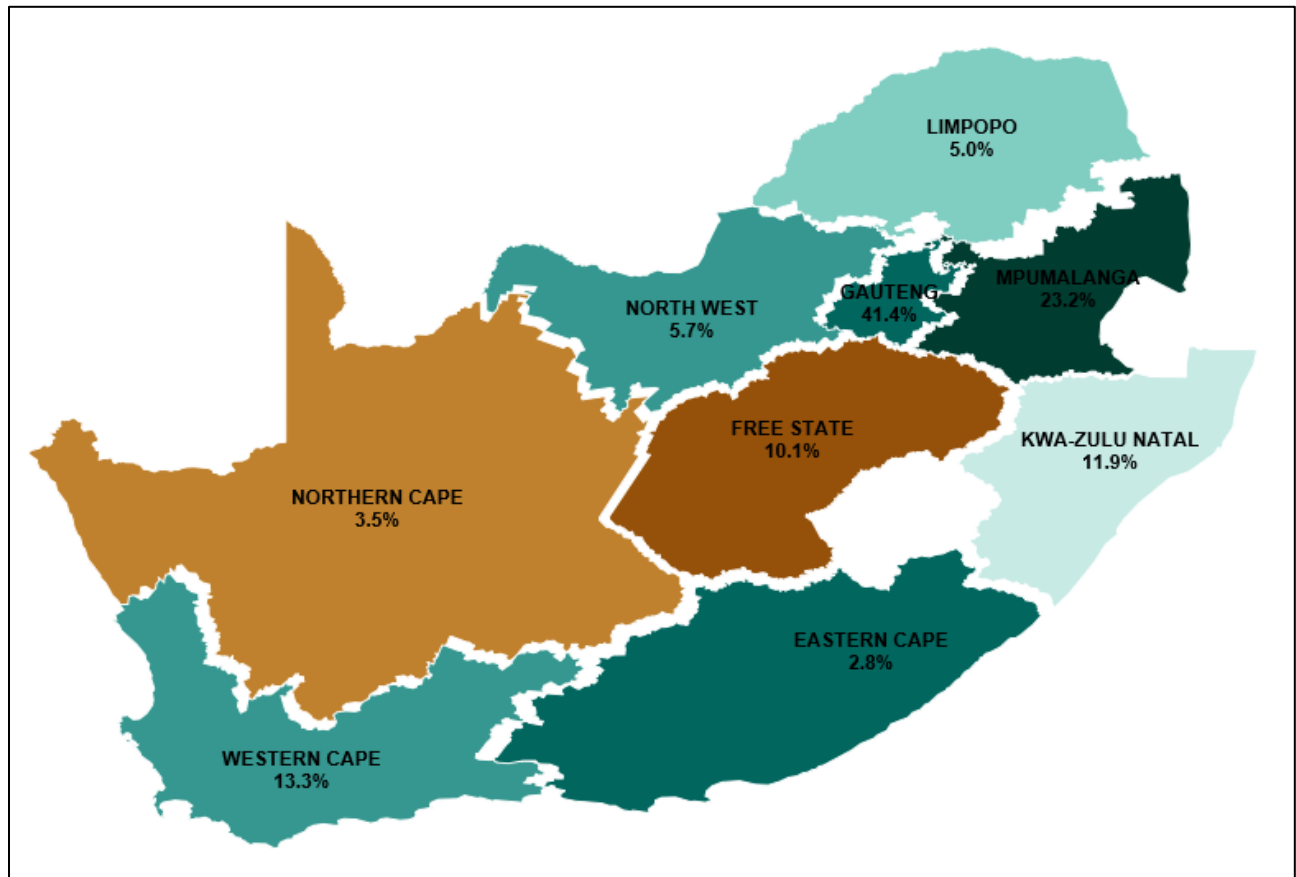 LIMPOPO
5.0%
MPUMALANGA
23.2%
GAUTENG
41.4%
NORTH WEST
5.7%
FREE STATE
10.1%
KWA-ZULU NATAL
11.9%
NORTHERN CAPE
3.5%
EASTERN CAPE
2.8%
WESTERN CAPE
13.3%